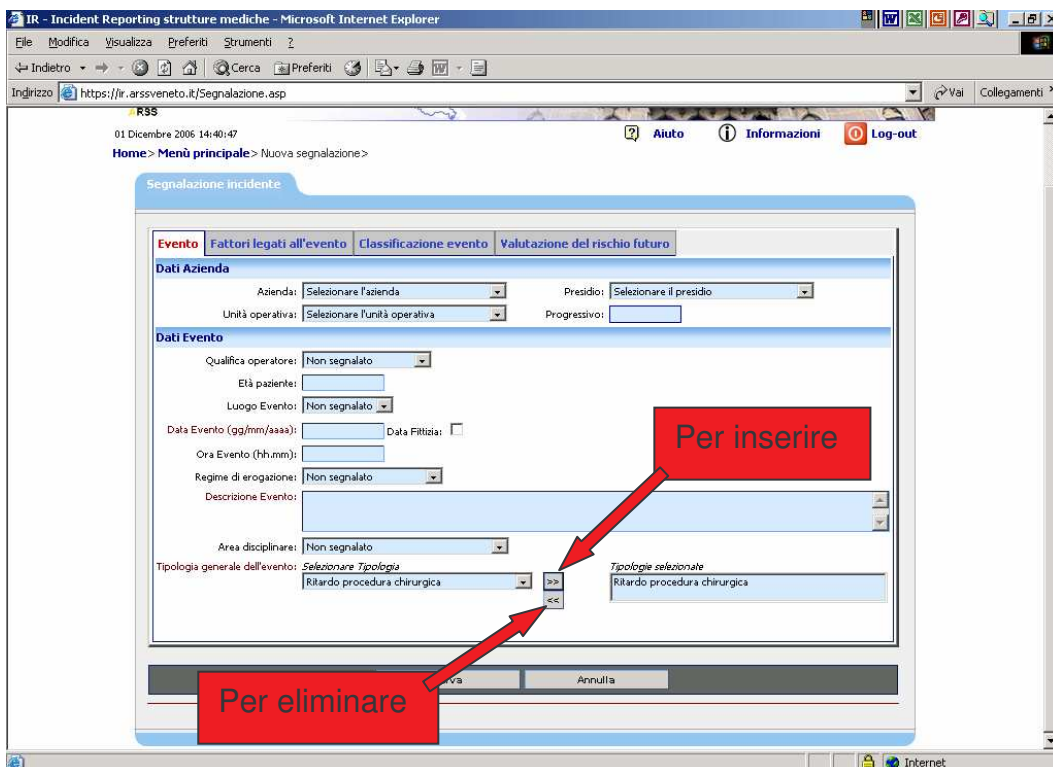 IR - Incident Reporting strutture mediche - Microsoft Internet Explorer
File Modifica Visualizza Preferiti Strumenti ?
Indietro Cerca Preferiti
Indirizzo https://ir.arssveneto.it/Segnalazione.asp Vai Collegamenti
RSS
01 Dicembre 2006 14:40:47 Aiuto Informazioni Log-out
Home> Menù principale> Nuova segnalazione>
Segnalazione incidente
Evento Fattori legati all'evento Classificazione evento Valutazione del rischio futuro
Dati Azienda
Azienda: Selezionare l'azienda Presidio: Selezionare il presidio
Unità operativa: Selezionare l'unità operativa Progressivo:
Dati Evento
Qualifica operatore: Non segnalato
Età paziente:
Luogo Evento: Non segnalato
Data Evento (gg/mm/aaaa): Data Fittizia:
Per inserire
Ora Evento (hh.mm):
Regime di erogazione: Non segnalato
Descrizione Evento:
Area disciplinare: Non segnalato
Tipologia generale dell'evento: Selezionare Tipologia Tipologie selezionate
Ritardo procedura chirurgica >> Ritardo procedura chirurgica
<<
Annulla
Per eliminare
Internet